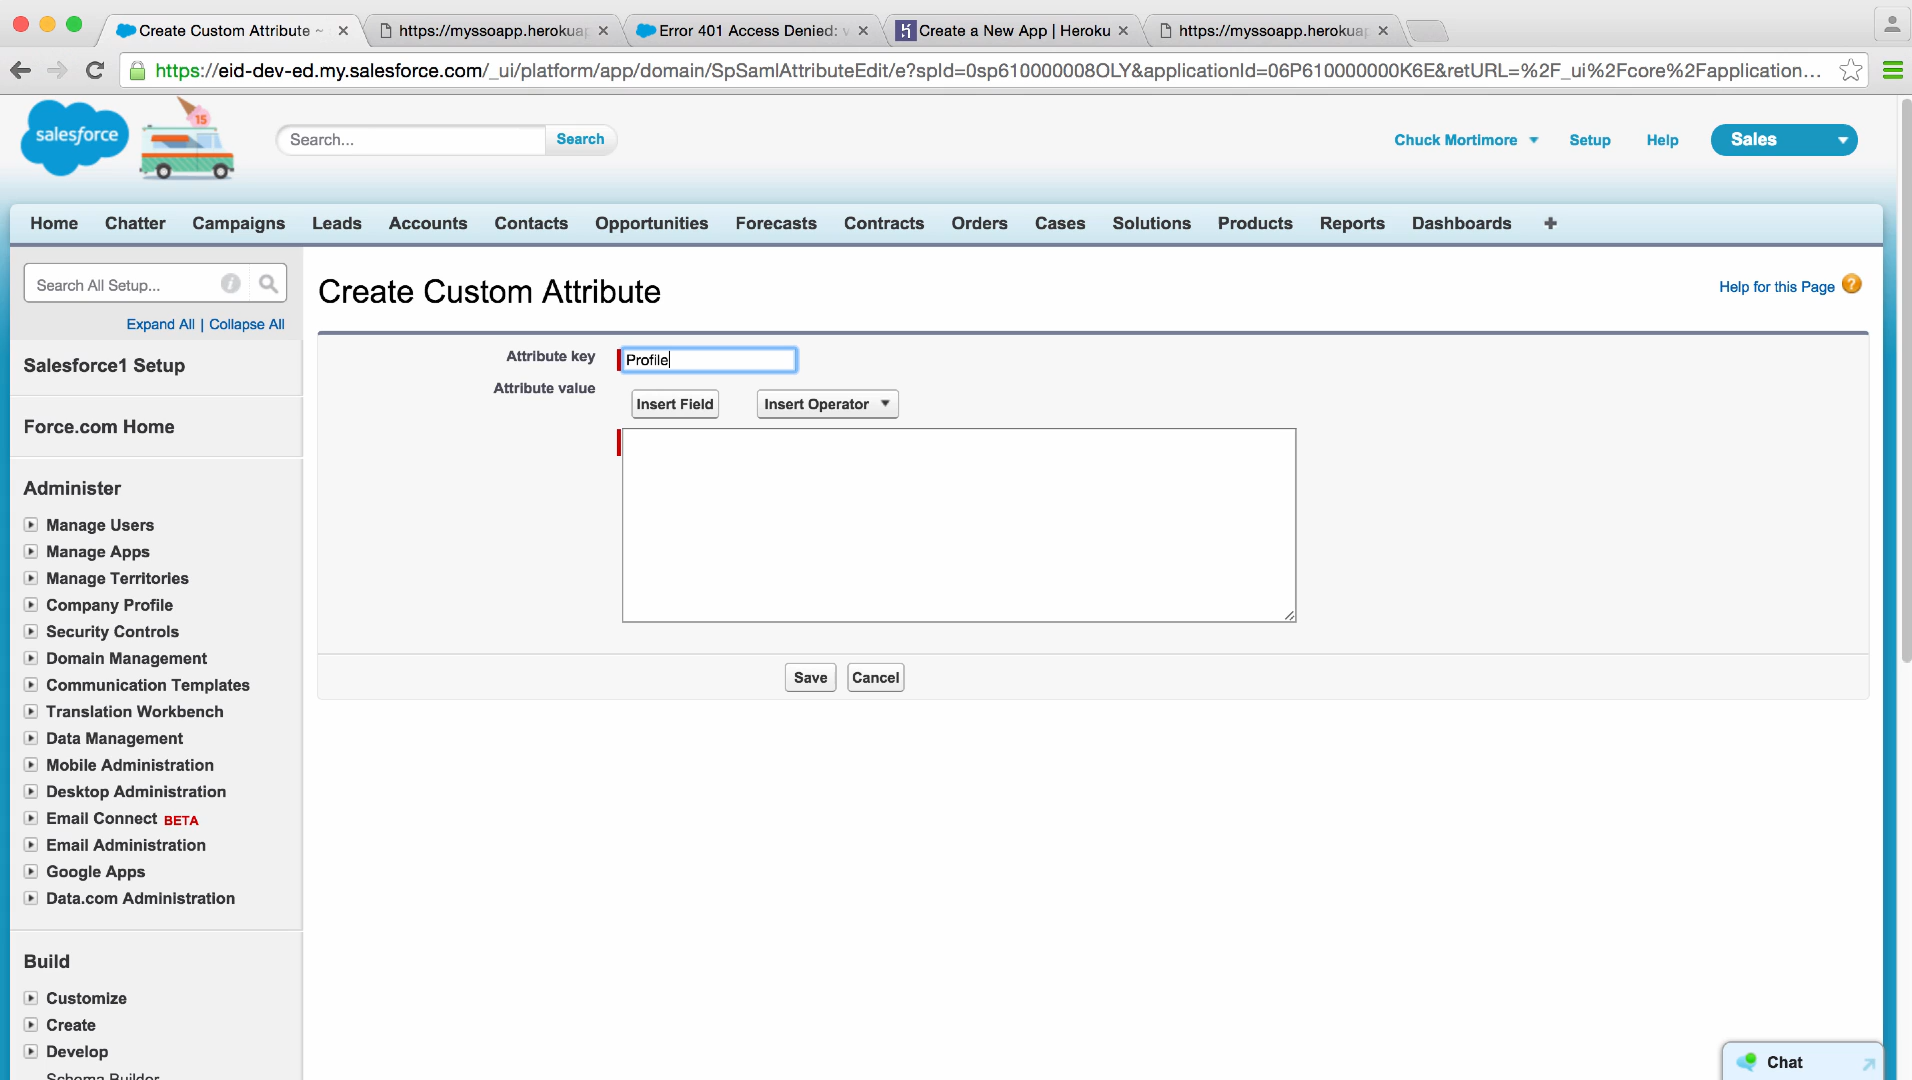 Create Custom Attribute ~
https://myssoapp.herokuap
Error 401 Access Denied: v
Create a New App | Heroku
https://myssoapp.herokuap
https://eid-dev-ed.my.salesforce.com/_ui/platform/app/domain/SpSamlAttributeEdit/e?spId=0sp610000008OLY&applicationId=06P610000000K6E&retURL=%2F_ui%2Fcore%2Fapplication...
salesforce
15
Search...
Search
Chuck Mortimore
Setup
Help
Sales
Home Chatter Campaigns Leads Accounts Contacts Opportunities Forecasts Contracts Orders Cases Solutions Products Reports Dashboards +
Search All Setup...
Expand All | Collapse All
Salesforce1 Setup
Force.com Home
Administer
Manage Users
Manage Apps
Manage Territories
Company Profile
Security Controls
Domain Management
Communication Templates
Translation Workbench
Data Management
Mobile Administration
Desktop Administration
Email Connect BETA
Email Administration
Google Apps
Data.com Administration
Build
Customize
Create
Develop
Schema Builder
Create Custom Attribute
Help for this Page ?
Attribute key
Profile
Attribute value
Insert Field
Insert Operator
Save
Cancel
Chat